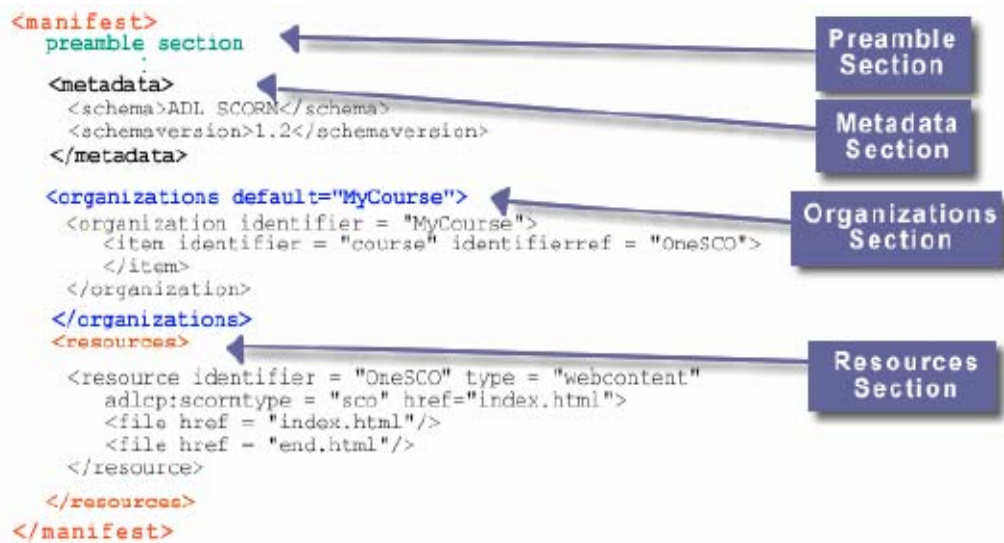 <manifest>
preamble section
:
<metadata>
<schema>ADL SCORM</schema>
<schemaversion>1.2</schemaversion>
</metadata>
<organizations default="MyCourse">
<organization identifier = "MyCourse">
<item identifier = "course" identifierref = "OneSCO">
</item>
</organization>
</organizations>
<resources>
<resource identifier = "OneSCO" type = "webcontent"
adlcp:scormtype = "sco" href="index.html">
<file href = "index.html"/>
<file href = "end.html"/>
</resource>
</resources>
</manifest>
Preamble
Section
Metadata
Section
Organizations
Section
Resources
Section